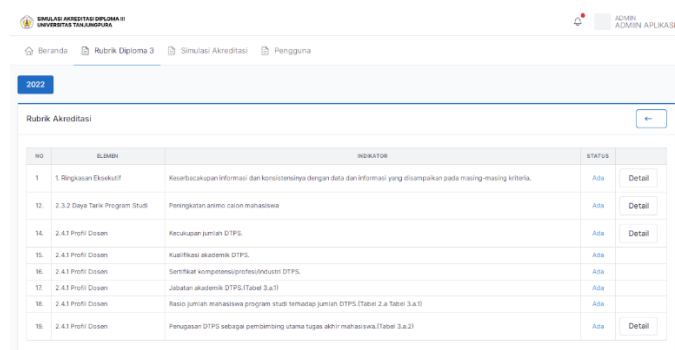 SIMULASI AKREDITASI DIPLOMA III
UNIVERSITAS TANJUNGPURA
ADMIN
ADMIIN APLIKASI
Beranda Rubrik Diploma 3 Simulasi Akreditasi Pengguna
2022
Rubrik Akreditasi
NO ELEMEN INDIKATOR STATUS
1 1. Ringkasan Eksekutif Keserbacakupan informasi dan konsistensinya dengan data dan informasi yang disampaikan pada masing-masing kriteria. Ada Detail
12. 2.3.2 Daya Tarik Program Studi Peningkatan animo calon mahasiswa Ada Detail
14. 2.4.1 Profil Dosen Kecukupan jumlah DTPS. Ada Detail
15. 2.4.1 Profil Dosen Kualifikasi akademik DTPS. Ada
16. 2.4.1 Profil Dosen Sertifikat kompetensi/profesi/industri DTPS. Ada
17. 2.4.1 Profil Dosen Jabatan akademik DTPS.(Tabel 3.a.1) Ada
18. 2.4.1 Profil Dosen Rasio jumlah mahasiswa program studi terhadap jumlah DTPS.(Tabel 2.a Tabel 3.a.1) Ada
19. 2.4.1 Profil Dosen Penugasan DTPS sebagai pembimbing utama tugas akhir mahasiswa.(Tabel 3.a.2) Ada Detail